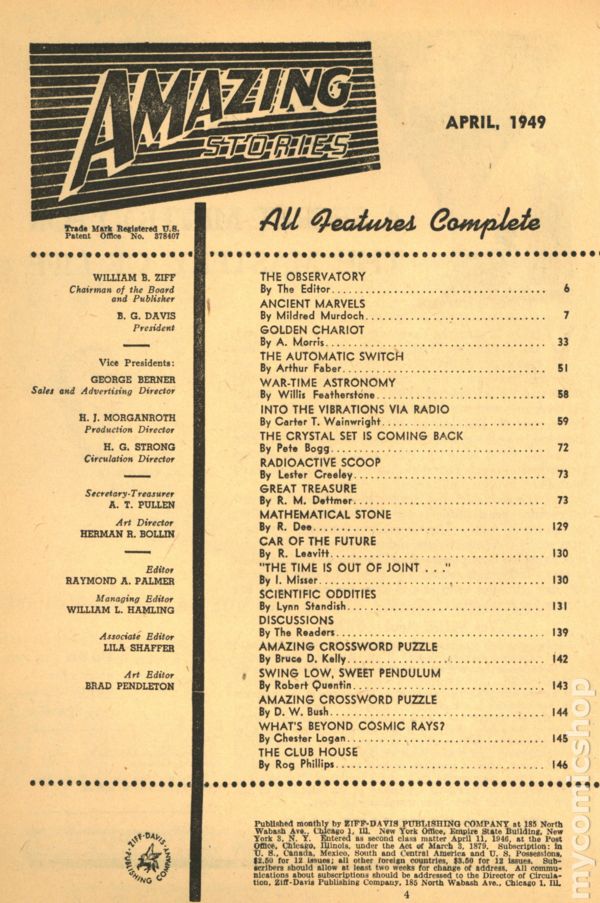 AMAZING
STORIES
APRIL, 1949
Trade Mark Registered U.S.
Patent Office No. 378407
All Features Complete
WILLIAM B. ZIFF
Chairman of the Board
and Publisher
B. G. DAVIS
President
Vice Presidents:
GEORGE BERNER
Sales and Advertising Director
H. J. MORGANROTH
Production Director
H. G. STRONG
Circulation Director
Secretary-Treasurer
A. T. PULLEN
Art Director
HERMAN R. BOLLIN
Editor
RAYMOND A. PALMER
Managing Editor
WILLIAM L. HAMLING
Associate Editor
LILA SHAFFER
Art Editor
BRAD PENDLETON
THE OBSERVATORY
By The Editor 6
ANCIENT MARVELS
By Mildred Murdoch 7
GOLDEN CHARIOT
By A. Morris 33
THE AUTOMATIC SWITCH
By Arthur Faber 51
WAR-TIME ASTRONOMY
By Willis Featherstone 58
INTO THE VIBRATIONS VIA RADIO
By Carter T. Wainwright 59
THE CRYSTAL SET IS COMING BACK
By Pete Bogg 72
RADIOACTIVE SCOOP
By Lester Creeley 73
GREAT TREASURE
By R. M. Dettmer 73
MATHEMATICAL STONE
By R. Dee 129
CAR OF THE FUTURE
By R. Leavitt 130
"THE TIME IS OUT OF JOINT . . ."
By I. Misser 130
SCIENTIFIC ODDITIES
By Lynn Standish 131
DISCUSSIONS
By The Readers 139
AMAZING CROSSWORD PUZZLE
By Bruce D. Kelly 142
SWING LOW, SWEET PENDULUM
By Robert Quentin 143
AMAZING CROSSWORD PUZZLE
By D. W. Bush 144
WHAT'S BEYOND COSMIC RAYS?
By Chester Logan 145
THE CLUB HOUSE
By Rog Phillips 146
ZIFF-DAVIS
PUBLISHING COMPANY
Published monthly by ZIFF-DAVIS PUBLISHING COMPANY at 185 North
Wabash Ave., Chicago 1, Ill. New York Office, Empire State Building, New
York 3, N. Y. Entered as second class matter April 11, 1946, at the Post
Office, Chicago, Illinois, under the Act of March 3, 1879. Subscription: in
U. S., Canada, Mexico, South and Central America and U. S. Possessions,
$2.50 for 12 issues; all other foreign countries, $3.50 for 12 issues. Sub-
scribers should allow at least two weeks for change of address. All commu-
nications about subscriptions should be addressed to the Director of Circula-
tion, Ziff-Davis Publishing Company, 185 North Wabash Ave., Chicago 1, Ill.
4
mycomicshop